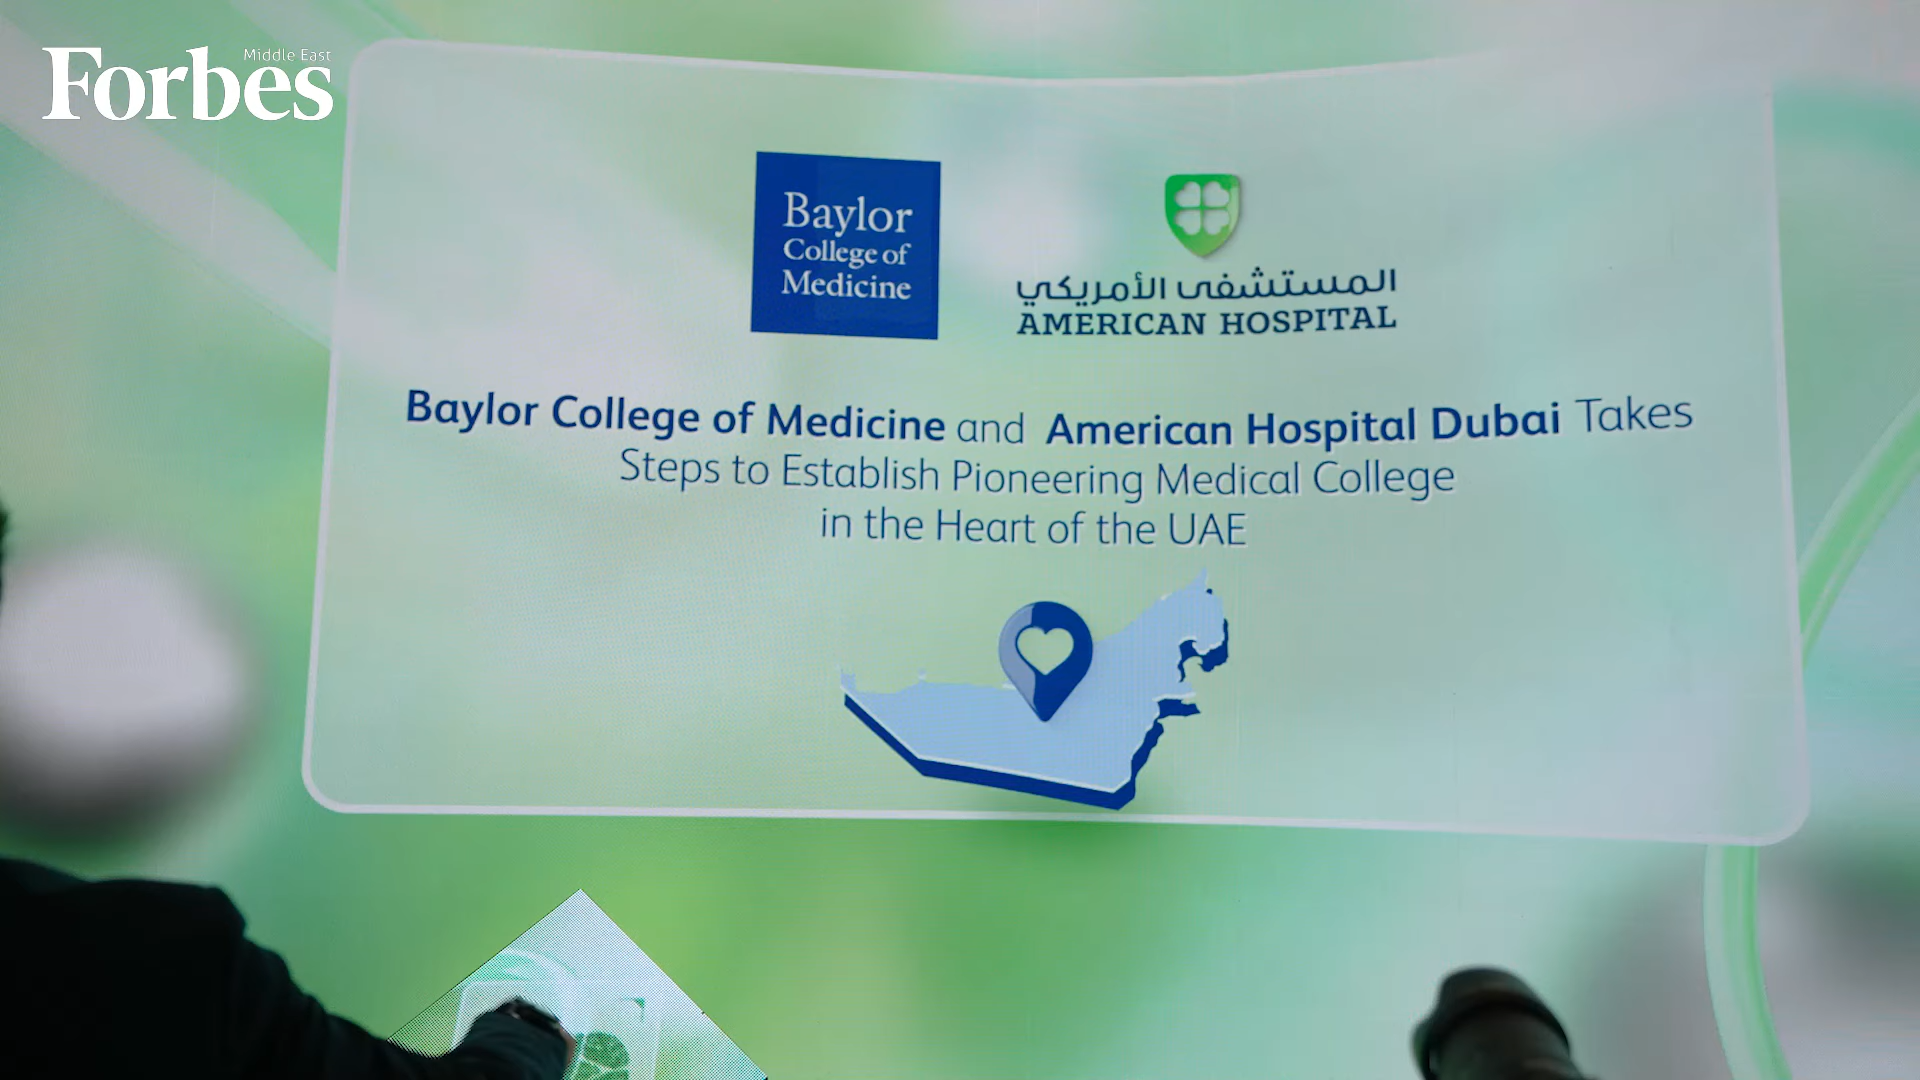 Middle East
Forbes
Baylor
College of
Medicine
المستشفى الأمريكي
AMERICAN HOSPITAL
Baylor College of Medicine and American Hospital Dubai Takes
Steps to Establish Pioneering Medical College
in the Heart of the UAE